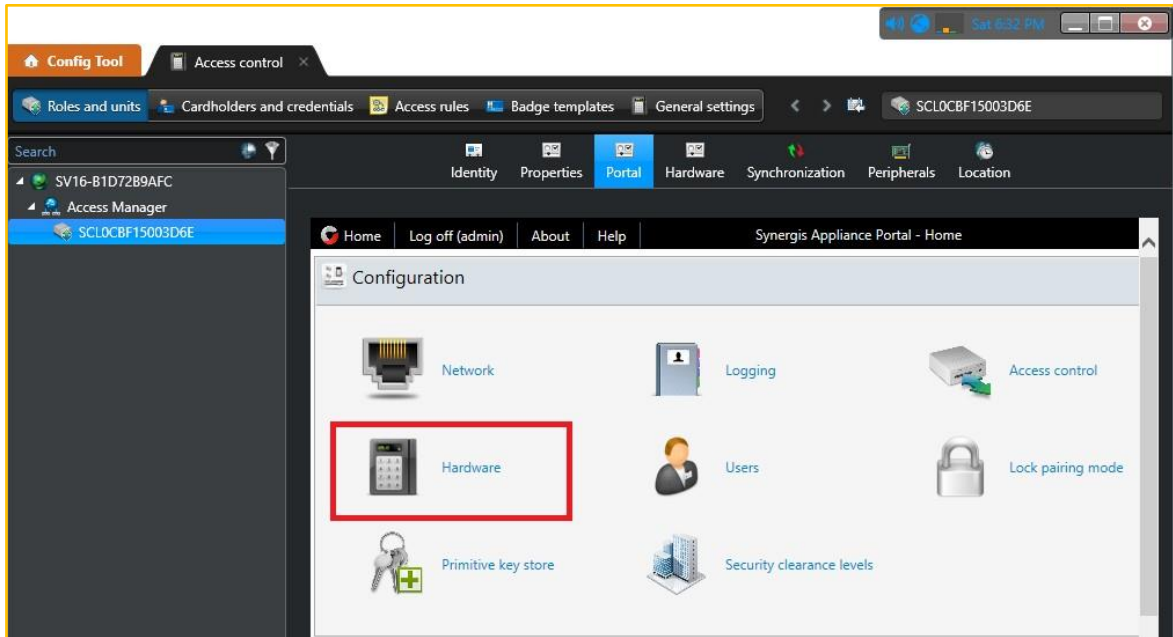 Sat 6:32 PM
Config Tool Access control
Roles and units Cardholders and credentials Access rules Badge templates General settings SCL0CBF15003D6E
Search
Identity Properties Portal Hardware Synchronization Peripherals Location
SV16-B1D72B9AFC
Access Manager
SCL0CBF15003D6E
Home Log off (admin) About Help Synergis Appliance Portal - Home
Configuration
Network Logging Access control
Hardware Users Lock pairing mode
Primitive key store Security clearance levels